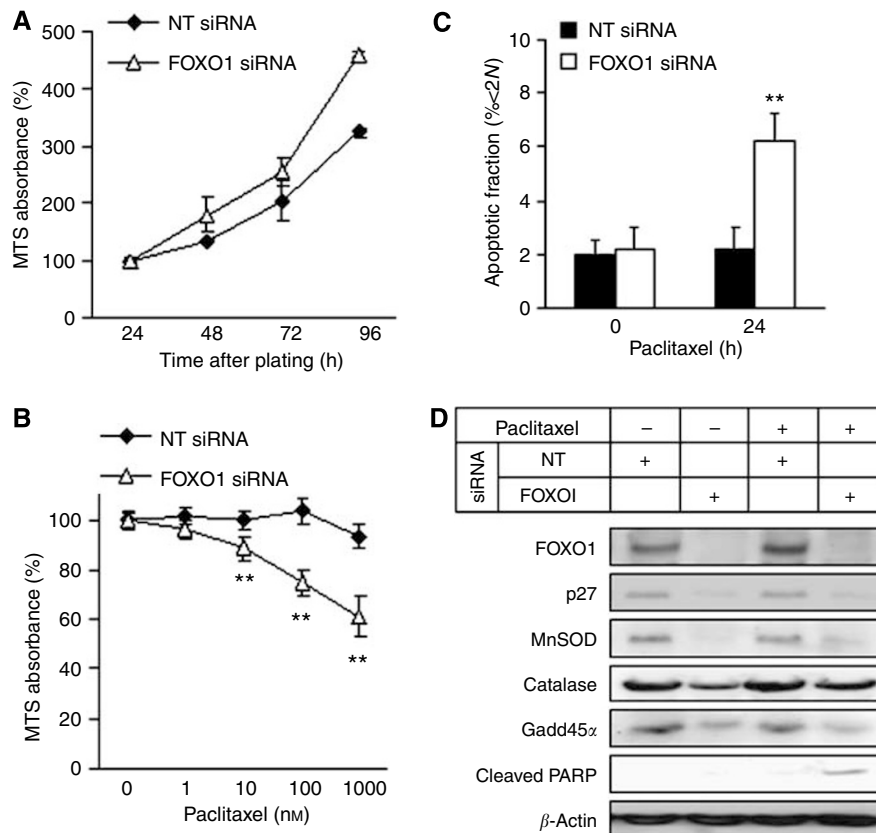 A
NT siRNA
FOXO1 siRNA
MTS absorbance (%)
500
400
300
200
100
0
24 48 72 96
Time after plating (h)
B
NT siRNA
FOXO1 siRNA
MTS absorbance (%)
100
80
60
40
20
0
**
**
**
0 1 10 100 1000
Paclitaxel (nM)
C
NT siRNA
FOXO1 siRNA
Apoptotic fraction (%<2N)
10
8
6
4
2
0
**
0 24
Paclitaxel (h)
D
Paclitaxel − − + +
siRNA
NT + +
FOXOI + +
FOXO1
p27
MnSOD
Catalase
Gadd45α
Cleaved PARP
β-Actin